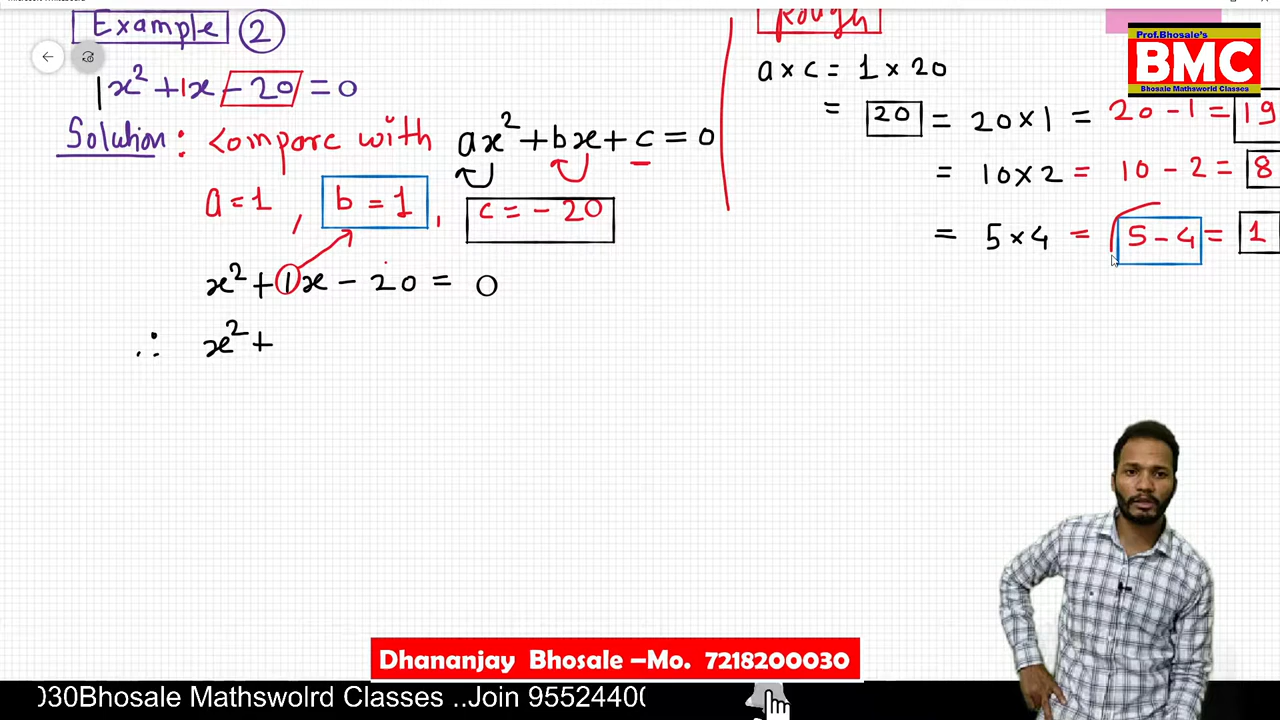 Example 2
1x² + 1x - 20 = 0
Solution : Compare with ax² + bx + c = 0
a = 1 , b = 1 , c = - 20
x² + 1x - 20 = 0
∴ x² +
Rough
a × c = 1 × 20
= 20 = 20 × 1 = 20 - 1 = 19
= 10 × 2 = 10 - 2 = 8
= 5 × 4 = 5 - 4 = 1
Prof.Bhosale's
BMC
Bhosale Mathsworld Classes
Dhananjay Bhosale –Mo. 7218200030
030Bhosale Mathswolrd Classes ..Join 9552440